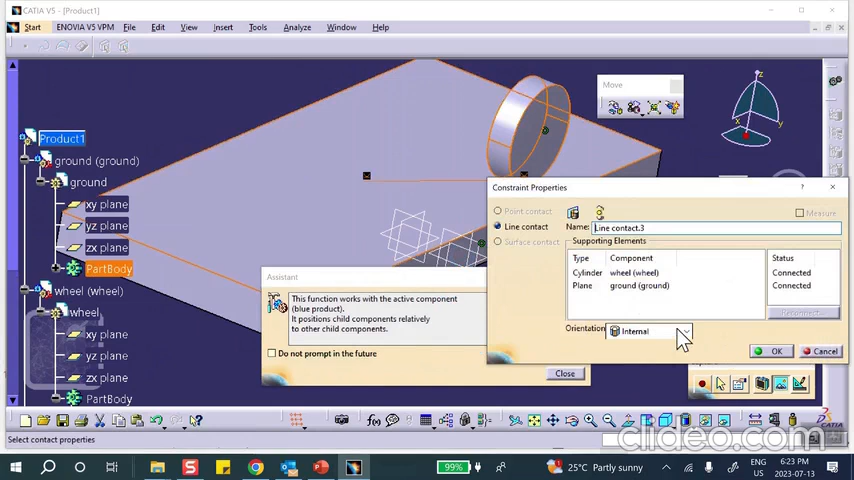 CATIA V5 - [Product1]
Start ENOVIA V5 VPM File Edit View Insert Tools Analyze Window Help
Move
z
x
y
Product1
ground (ground)
ground
xy plane
yz plane
zx plane
PartBody
wheel (wheel)
wheel
xy plane
yz plane
zx plane
PartBody
Constraint Properties
? ×
Point contact
Line contact
Surface contact
Measure
Name: Line contact.3
Supporting Elements
Type Component Status
Cylinder wheel (wheel) Connected
Plane ground (ground) Connected
Reconnect...
Orientation Internal
OK Cancel
Assistant
This function works with the active component
(blue product).
It positions child components relatively
to other child components.
Do not prompt in the future
Close
f(x)
CATIA
Select contact properties
clideo.com
99%
25°C Partly sunny
ENG
US
6:23 PM
2023-07-13